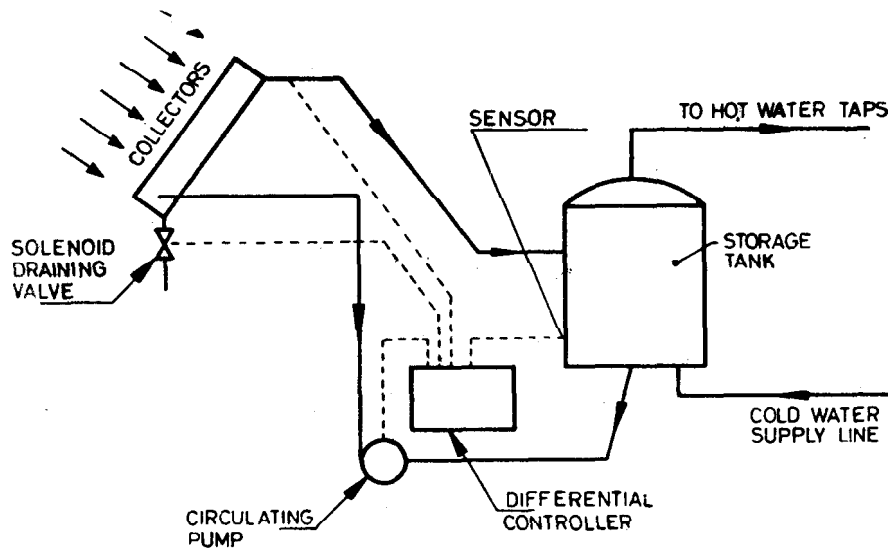 COLLECTORS
SENSOR
TO HOT WATER TAPS
SOLENOID
DRAINING
VALVE
STORAGE
TANK
COLD WATER
SUPPLY LINE
CIRCULATING
PUMP
DIFFERENTIAL
CONTROLLER